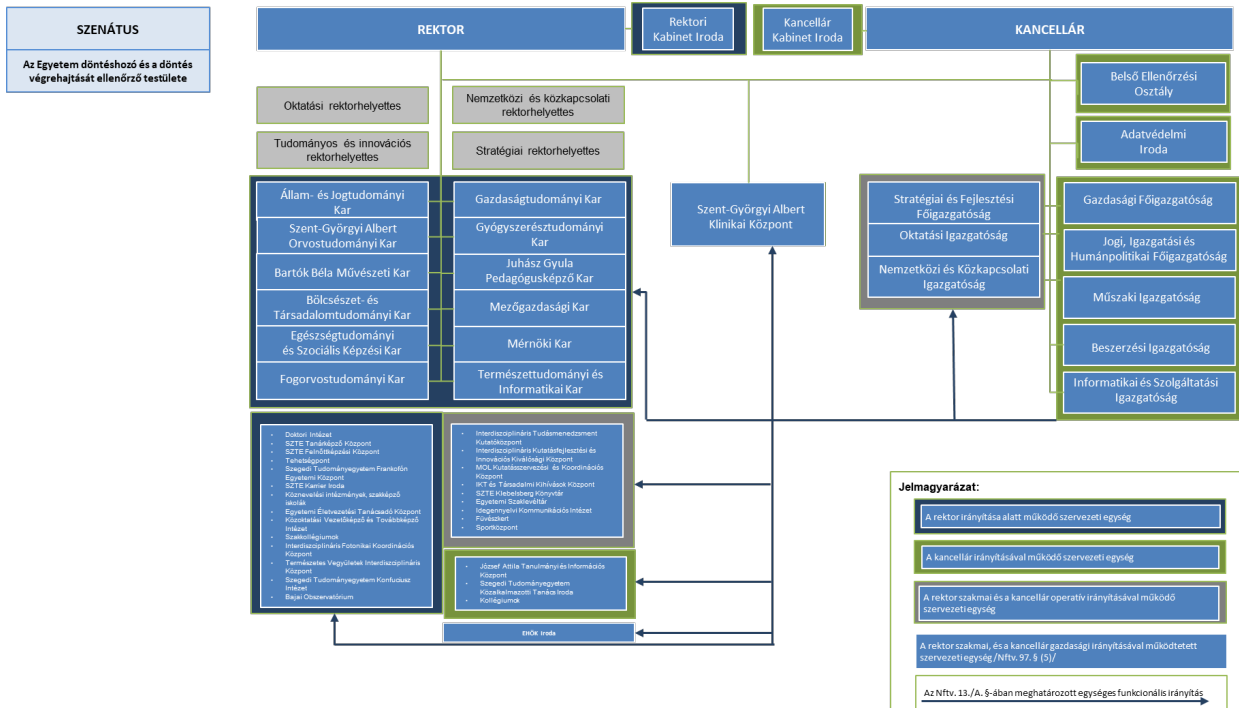 SZENÁTUS
Az Egyetem döntéshozó és a döntés
végrehajtását ellenőrző testülete
REKTOR
Rektori
Kabinet Iroda
Kancellár
Kabinet Iroda
KANCELLÁR
Oktatási rektorhelyettes
Nemzetközi és közkapcsolati
rektorhelyettes
Tudományos és innovációs
rektorhelyettes
Stratégiai rektorhelyettes
Belső Ellenőrzési
Osztály
Adatvédelmi
Iroda
Állam- és Jogtudományi
Kar
Gazdaságtudományi Kar
Szent-Györgyi Albert
Orvostudományi Kar
Gyógyszerésztudományi
Kar
Bartók Béla Művészeti Kar
Juhász Gyula
Pedagógusképző Kar
Bölcsészet- és
Társadalomtudományi Kar
Mezőgazdasági Kar
Egészségtudományi
és Szociális Képzési Kar
Mérnöki Kar
Fogorvostudományi Kar
Természettudományi és
Informatikai Kar
Szent-Györgyi Albert
Klinikai Központ
Stratégiai és Fejlesztési
Főigazgatóság
Oktatási Igazgatóság
Nemzetközi és Közkapcsolati
Igazgatóság
Gazdasági Főigazgatóság
Jogi, Igazgatási és
Humánpolitikai Főigazgatóság
Műszaki Igazgatóság
Beszerzési Igazgatóság
Informatikai és Szolgáltatási
Igazgatóság
• Doktori Intézet
• SZTE Tanárképző Központ
• SZTE Felnőttképzési Központ
• Tehetségpont
• Szegedi Tudományegyetem Frankofón
Egyetemi Központ
• SZTE Karrier Iroda
• Köznevelési intézmények, szakképző
iskolák
• Egyetemi Életvezetési Tanácsadó Központ
• Közoktatási Vezetőképző és Továbbképző
Intézet
• Szakkollégiumok
• Interdiszciplináris Fotonikai Koordinációs
Központ
• Természetes Vegyületek Interdiszciplináris
Központ
• Szegedi Tudományegyetem Konfuciusz
Intézet
• Bajai Obszervatórium
• Interdiszciplináris Tudásmenedzsment
Kutatóközpont
• Interdiszciplináris Kutatásfejlesztési és
Innovációs Kiválósági Központ
• MOL Kutatásszervezési és Koordinációs
Központ
• IKT és Társadalmi Kihívások Központ
• SZTE Klebelsberg Könyvtár
• Egyetemi Szaklevéltár
• Idegennyelvi Kommunikációs Intézet
• Füvészkert
• Sportközpont
• József Attila Tanulmányi és Információs
Központ
• Szegedi Tudományegyetem
Közalkalmazotti Tanács Iroda
• Kollégiumok
EHÖK Iroda
Jelmagyarázat:
A rektor irányítása alatt működő szervezeti egység
A kancellár irányításával működő szervezeti egység
A rektor szakmai és a kancellár operatív irányításával működő
szervezeti egység
A rektor szakmai, és a kancellár gazdasági irányításával működtetett
szervezeti egység /Nftv. 97. § (5)/
Az Nftv. 13./A. §-ában meghatározott egységes funkcionális irányítás